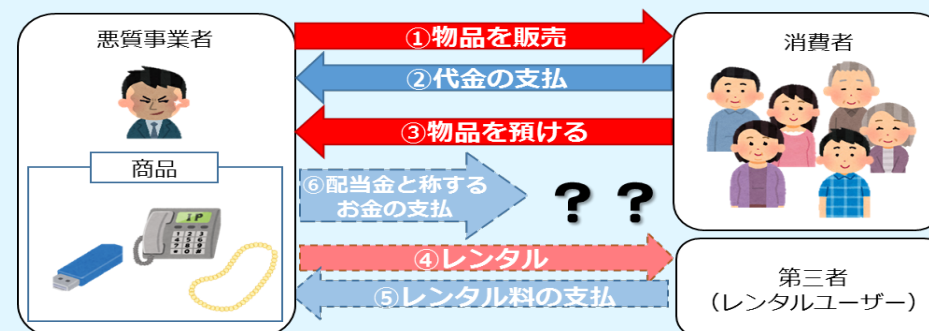 悪質事業者
①物品を販売
消費者
②代金の支払
③物品を預ける
商品
⑥配当金と称する
お金の支払
? ?
IP
④レンタル
⑤レンタル料の支払
第三者
(レンタルユーザー)